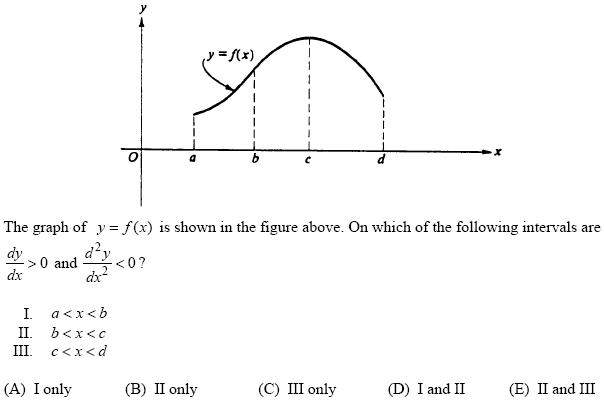 y
y = f(x)
O a b c d x
The graph of y = f(x) is shown in the figure above. On which of the following intervals are
dy/dx > 0 and d²y/dx² < 0 ?
I. a < x < b
II. b < x < c
III. c < x < d
(A) I only (B) II only (C) III only (D) I and II (E) II and III